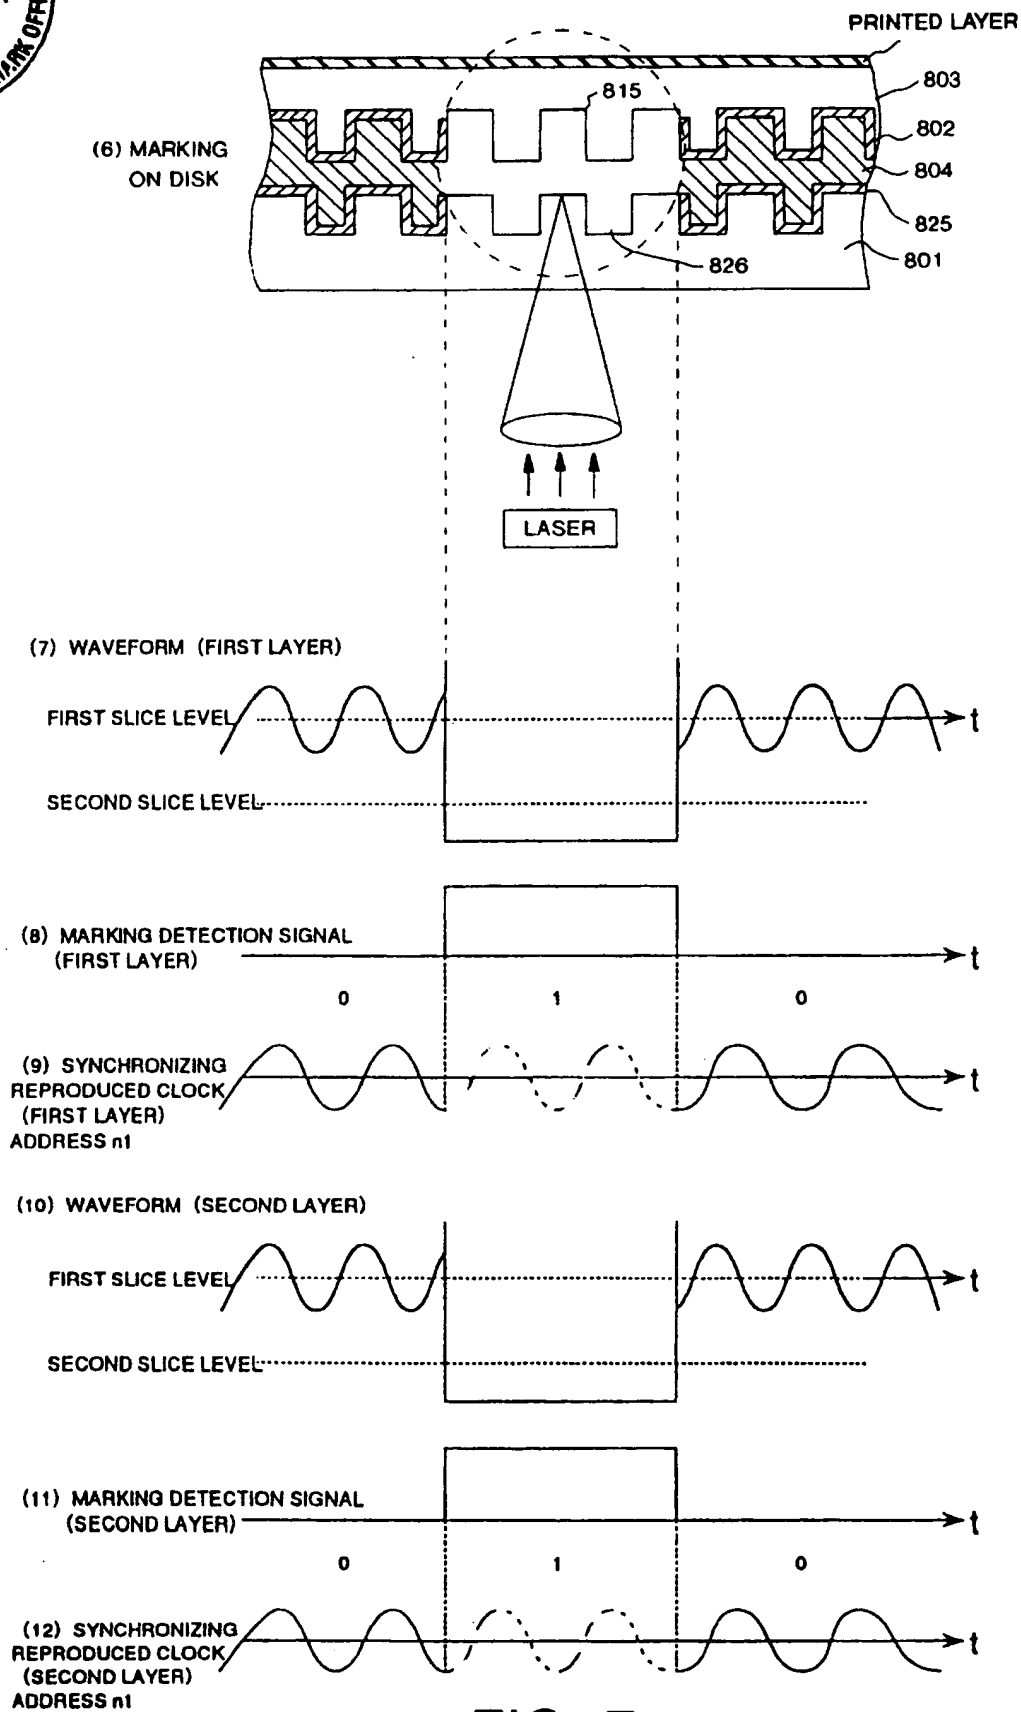 MARK OFF
PRINTED LAYER
803
815
802
(6) MARKING
ON DISK
804
825
826
801
LASER
(7) WAVEFORM (FIRST LAYER)
FIRST SLICE LEVEL
t
SECOND SLICE LEVEL
(8) MARKING DETECTION SIGNAL
(FIRST LAYER)
t
0 1 0
(9) SYNCHRONIZING
REPRODUCED CLOCK
(FIRST LAYER)
ADDRESS n1
t
(10) WAVEFORM (SECOND LAYER)
FIRST SLICE LEVEL
t
SECOND SLICE LEVEL
(11) MARKING DETECTION SIGNAL
(SECOND LAYER)
t
0 1 0
(12) SYNCHRONIZING
REPRODUCED CLOCK
(SECOND LAYER)
ADDRESS n1
t